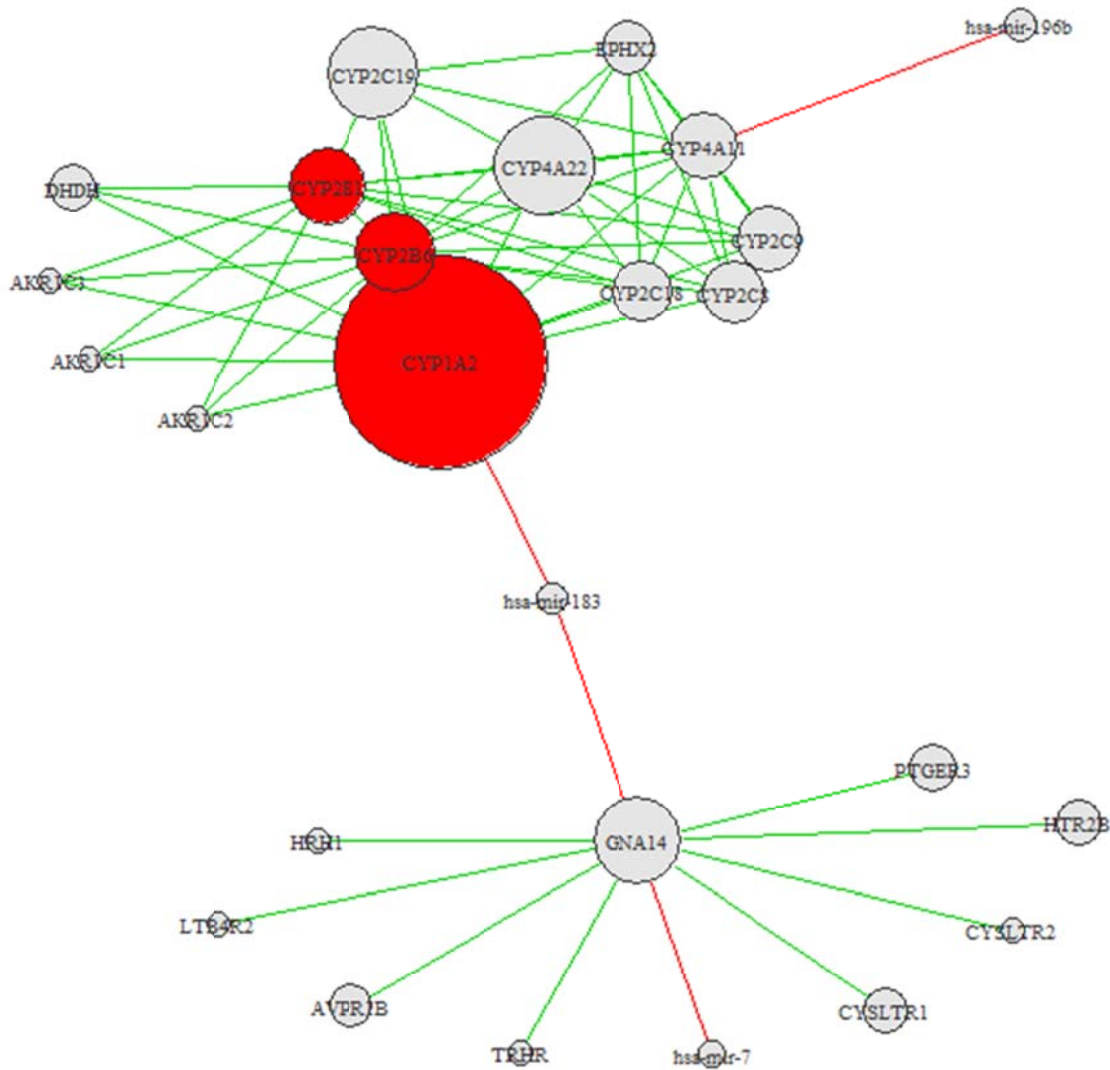 hsa-mir-196b
EPHX2
CYP2C19
CYP4A11
CYP4A22
CYP2E1
DHDH
CYP2C9
CYP2B6
AKR1C3
CYP2C18
CYP2C8
AKR1C1
CYP1A2
AKR1C2
hsa-mir-183
PTGER3
HTR2B
GNA14
HRH1
LTB4R2
CYSLTR2
AVPR1B
CYSLTR1
TRHR
hsa-mir-7